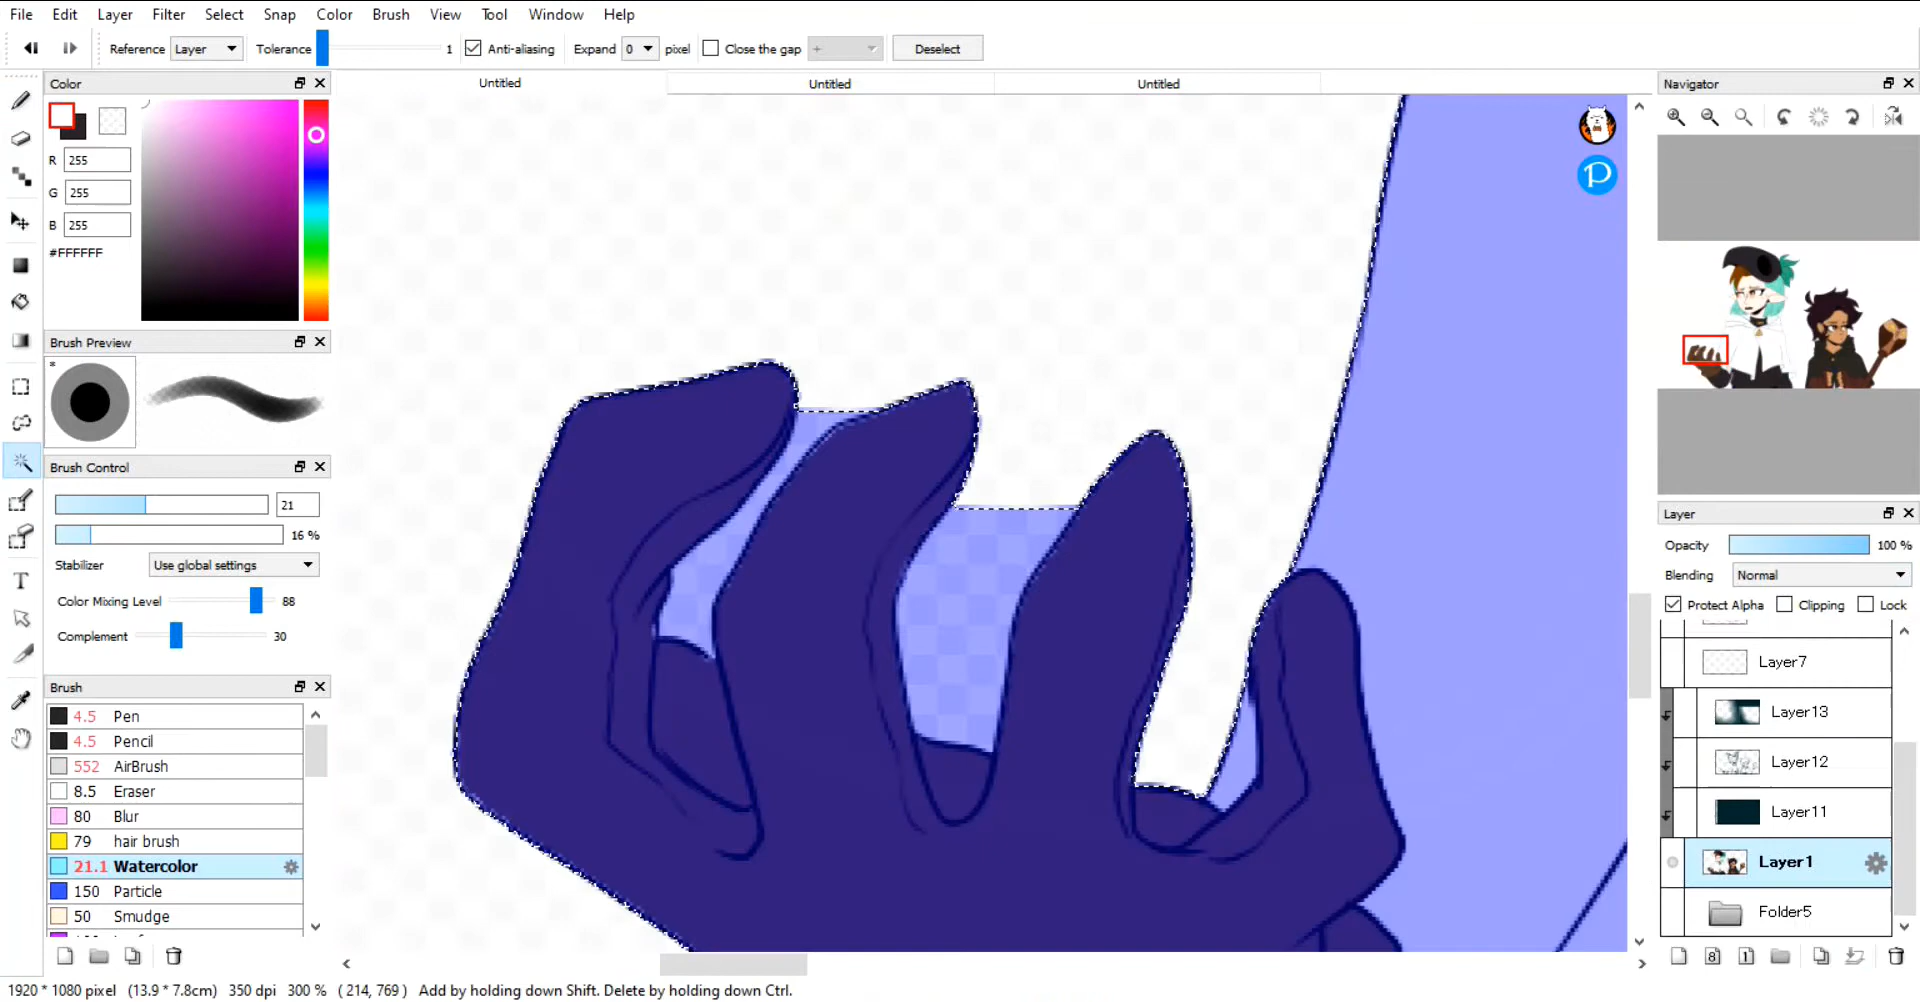 File Edit Layer Filter Select Snap Color Brush View Tool Window Help
Reference Layer Tolerance 1 Anti-aliasing Expand 0 pixel Close the gap + Deselect
Color
Untitled Untitled Untitled
Navigator
R 255
G 255
B 255
#FFFFFF
Brush Preview
*
Brush Control
21
16 %
Stabilizer Use global settings
Color Mixing Level 88
Complement 30
Brush
4.5 Pen
4.5 Pencil
552 AirBrush
8.5 Eraser
80 Blur
79 hair brush
21.1 Watercolor
150 Particle
50 Smudge
P
Layer
Opacity 100 %
Blending Normal
Protect Alpha Clipping Lock
Layer7
Layer13
Layer12
Layer11
Layer1
Folder5
8 1
1920 * 1080 pixel (13.9 * 7.8cm) 350 dpi 300 % ( 214, 769 ) Add by holding down Shift. Delete by holding down Ctrl.